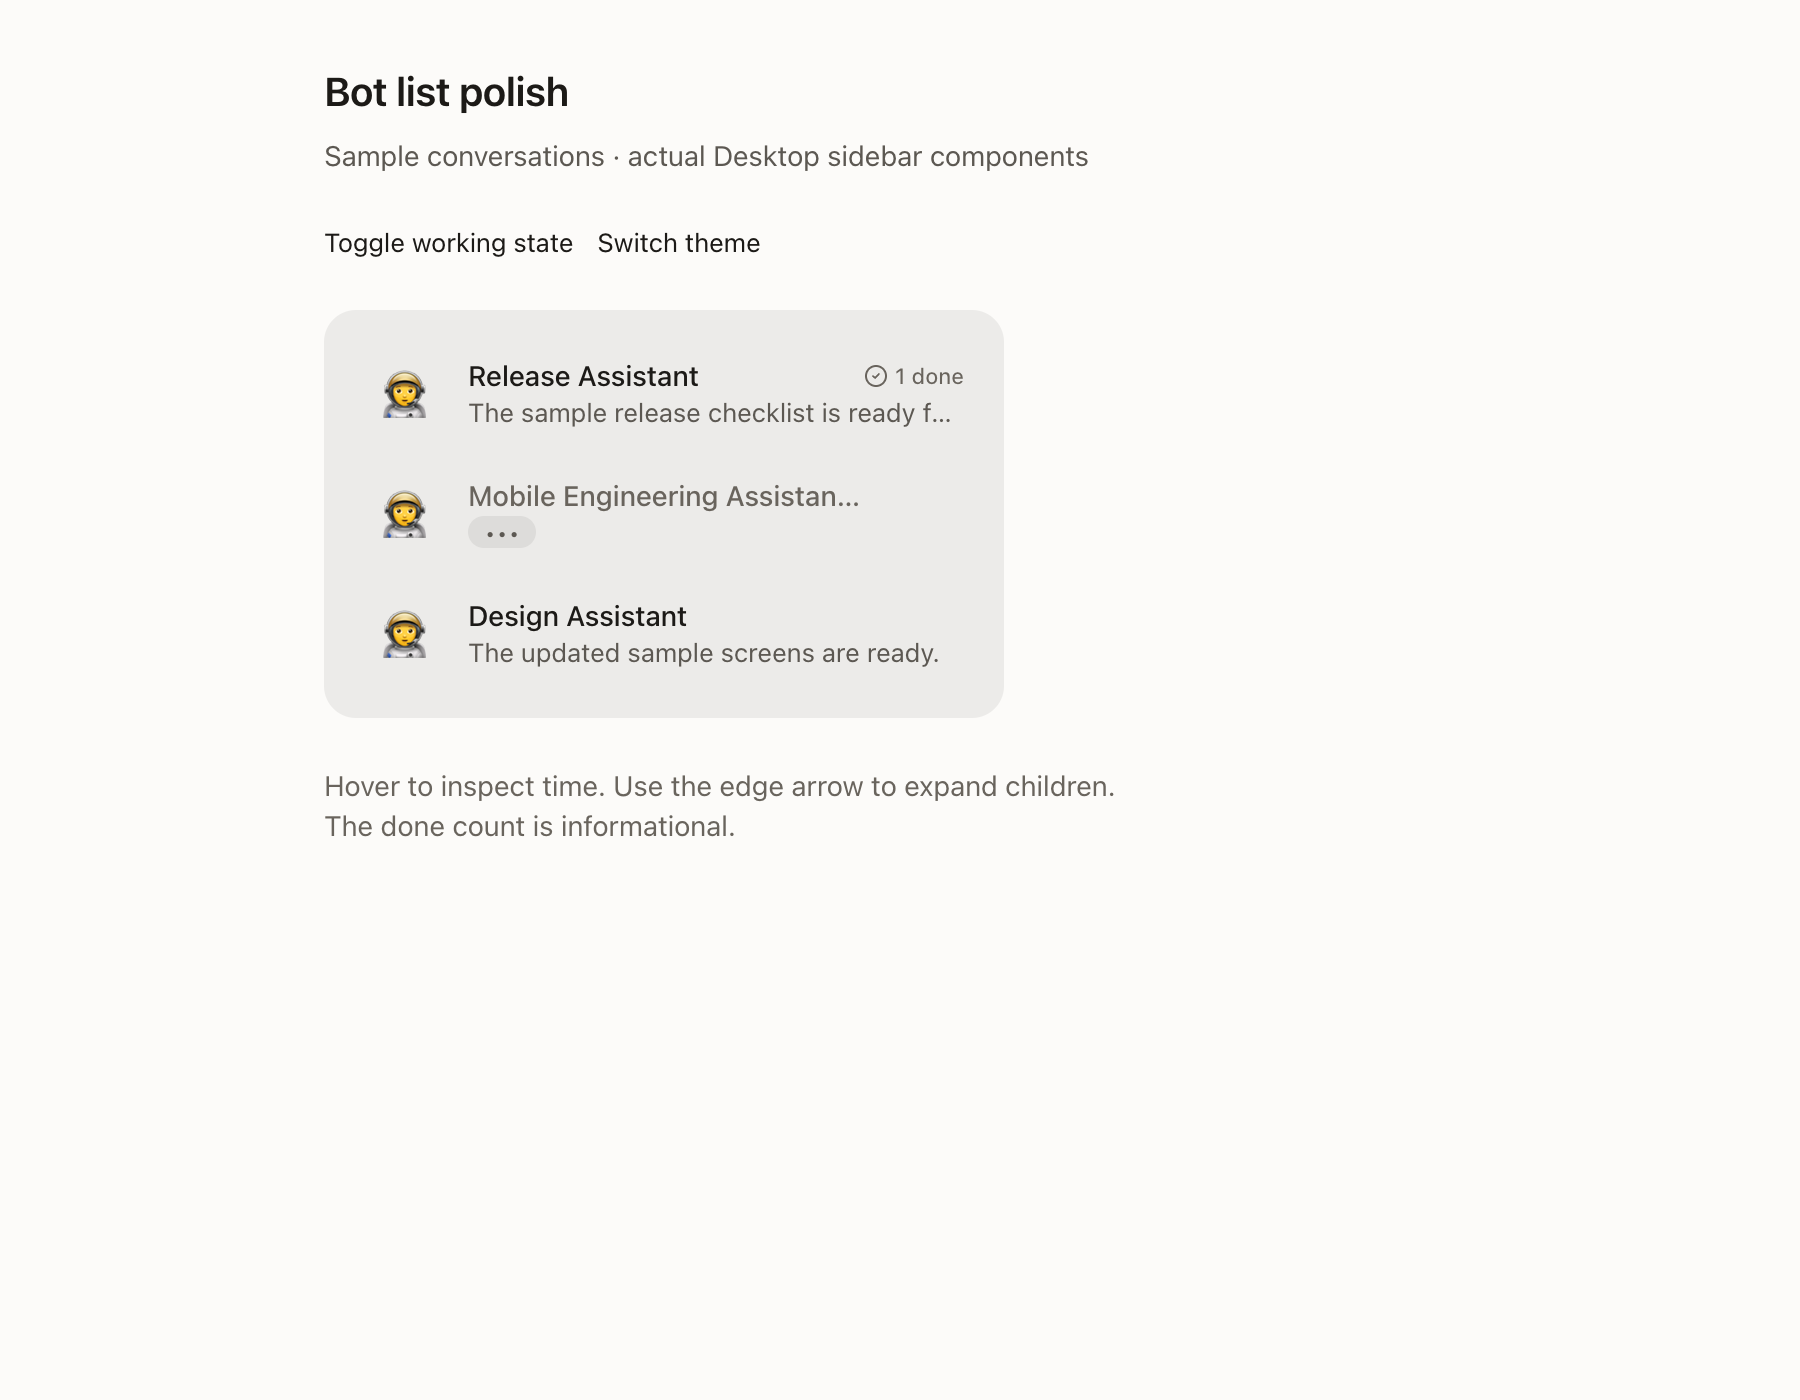 Bot list polish
Sample conversations · actual Desktop sidebar components
Toggle working state Switch theme
Release Assistant 1 done
The sample release checklist is ready f...
Mobile Engineering Assistan...
...
Design Assistant
The updated sample screens are ready.
Hover to inspect time. Use the edge arrow to expand children.
The done count is informational.